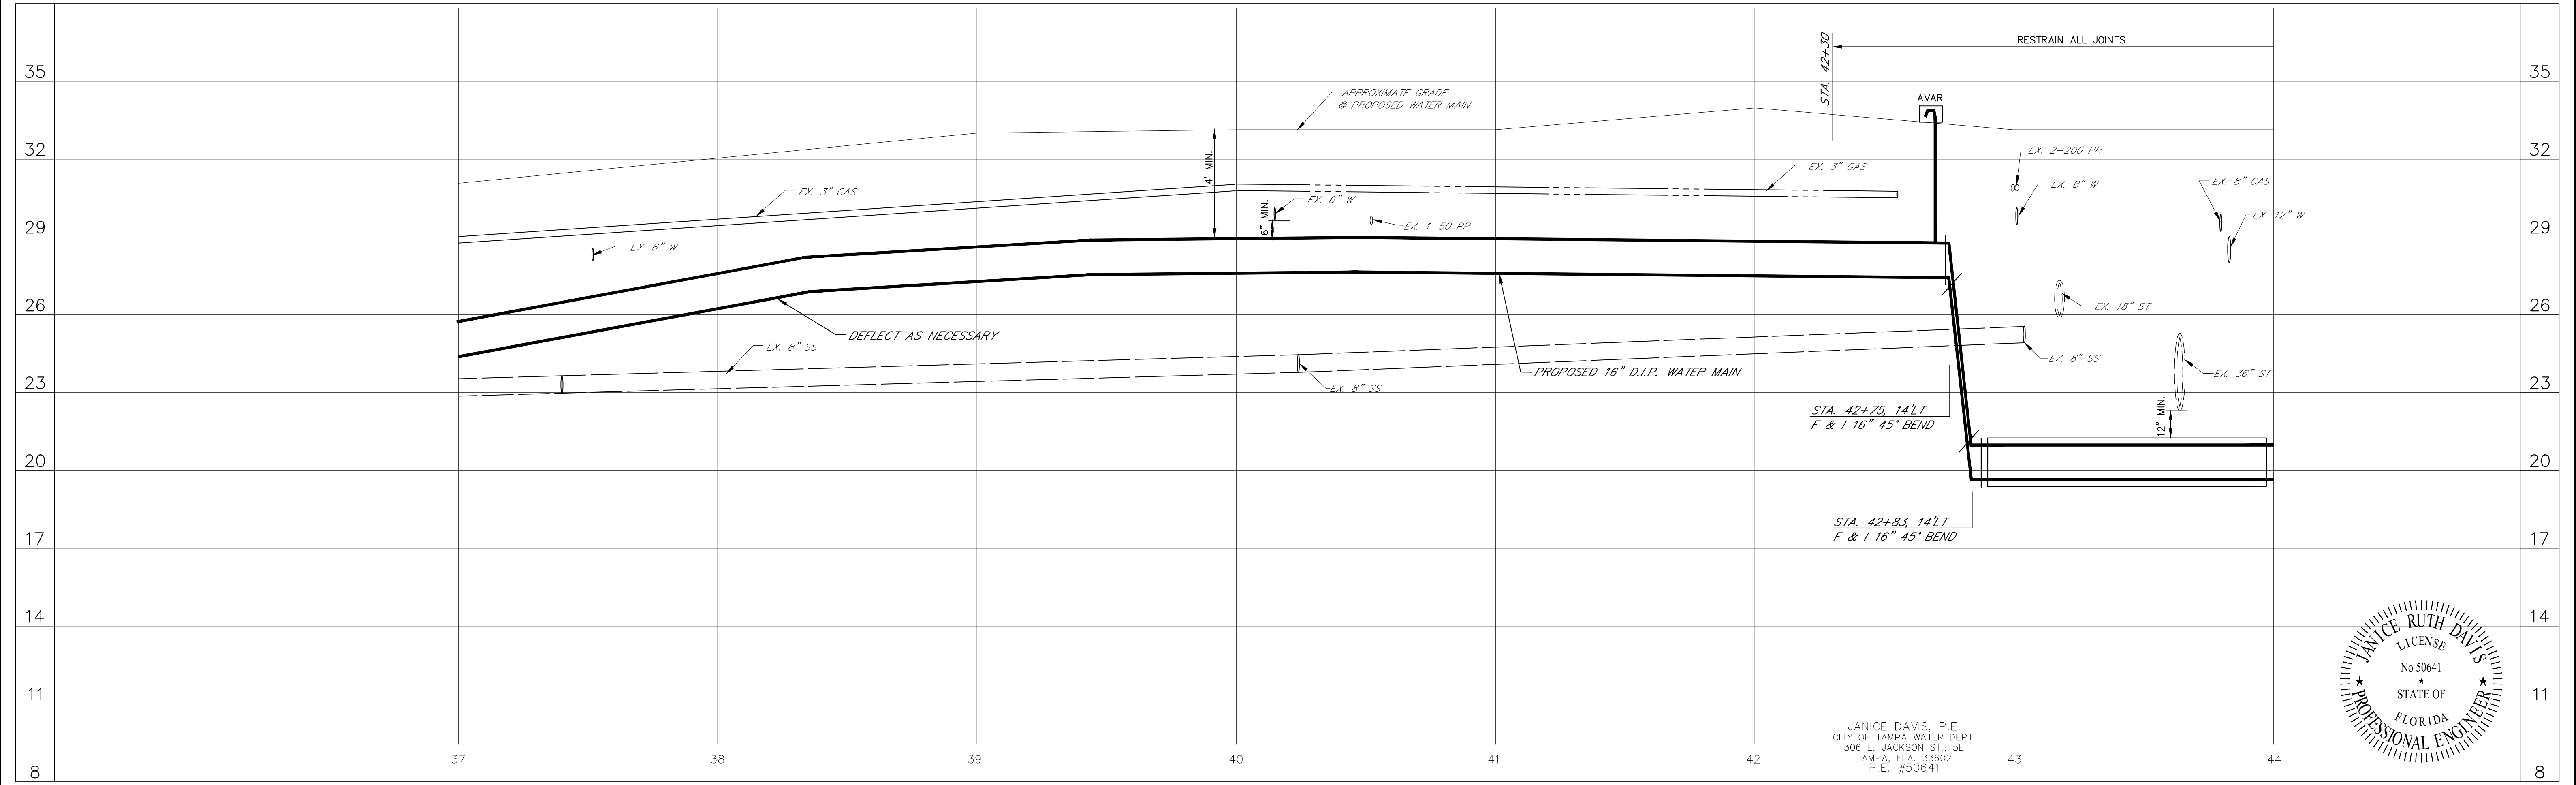 STA. 42+30
RESTRAIN ALL JOINTS
35
35
APPROXIMATE GRADE
@ PROPOSED WATER MAIN
AVAR
32
32
4' MIN.
EX. 3" GAS
EX. 3" GAS
EX. 2-200 PR
EX. 8" W
EX. 8" GAS
EX. 12" W
6" MIN.
EX. 6" W
EX. 1-50 PR
29
29
EX. 6" W
26
26
EX. 18" ST
DEFLECT AS NECESSARY
EX. 8" SS
EX. 8" SS
EX. 8" SS
PROPOSED 16" D.I.P. WATER MAIN
EX. 36" ST
23
23
12" MIN.
STA. 42+75, 14'LT
F & I 16" 45° BEND
20
20
STA. 42+83, 14'LT
F & I 16" 45° BEND
17
17
14
14
11
11
JANICE RUTH DAVIS
LICENSE
No 50641
STATE OF
FLORIDA
PROFESSIONAL ENGINEER
JANICE DAVIS, P.E.
CITY OF TAMPA WATER DEPT.
306 E. JACKSON ST., 5E
TAMPA, FLA. 33602
P.E. #50641
37
38
39
40
41
42
43
44
8
8